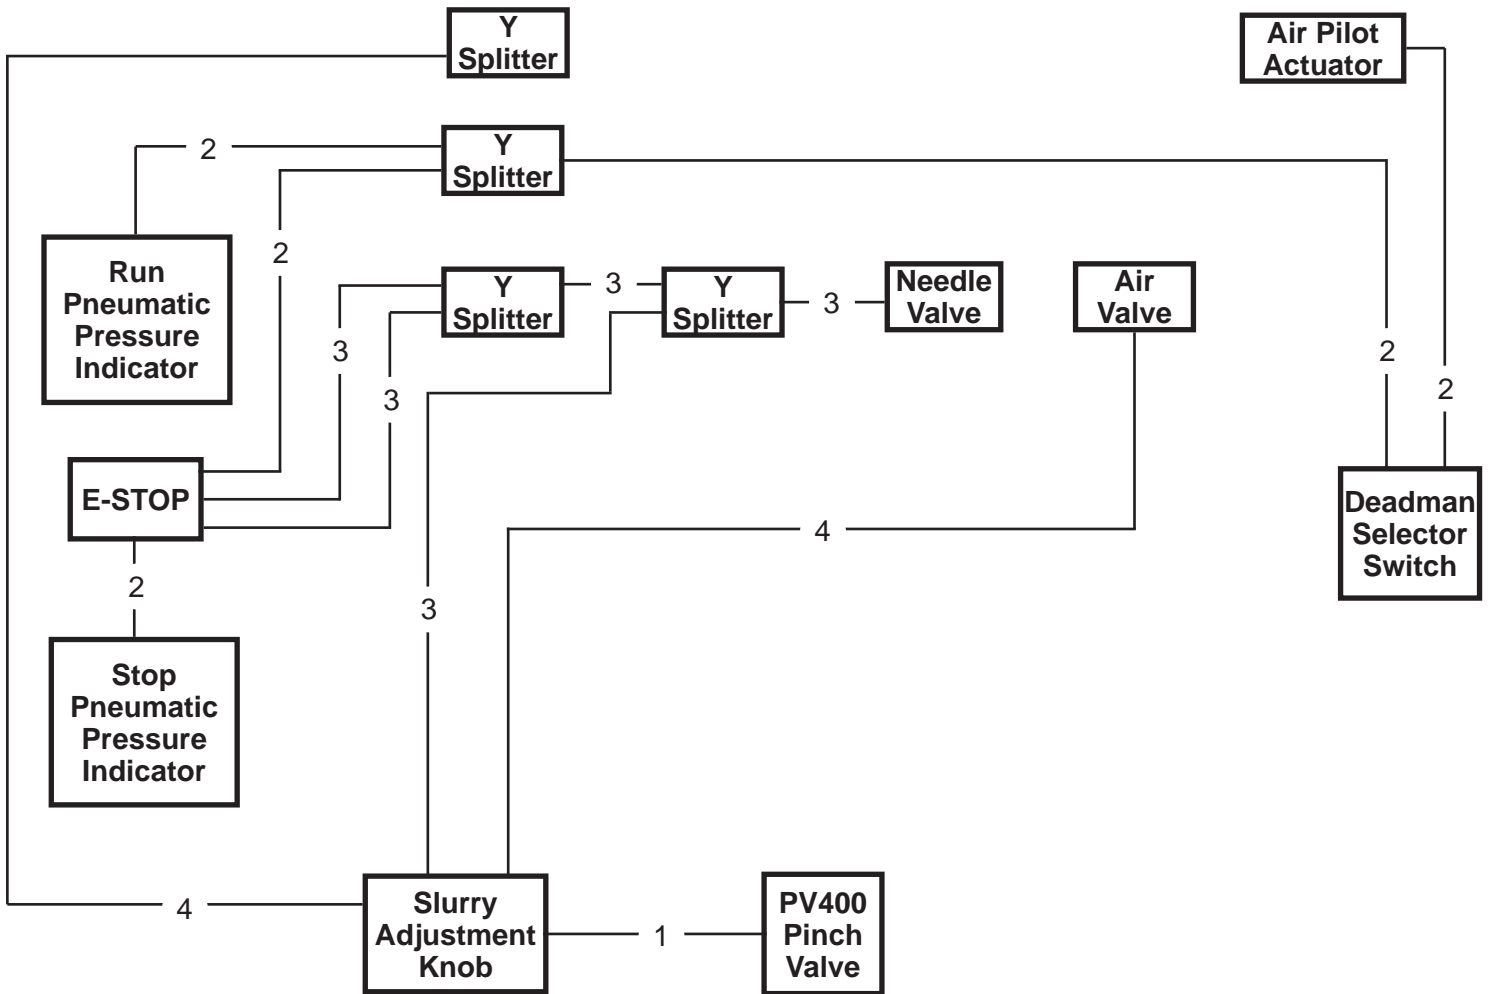 Y
Splitter
Air Pilot
Actuator
2
Y
Splitter
2
Run
Pneumatic
Pressure
Indicator
Y
Splitter
3
Y
Splitter
3
Needle
Valve
Air
Valve
3
3
2
2
E-STOP
Deadman
Selector
Switch
4
2
3
Stop
Pneumatic
Pressure
Indicator
4
Slurry
Adjustment
Knob
1
PV400
Pinch
Valve